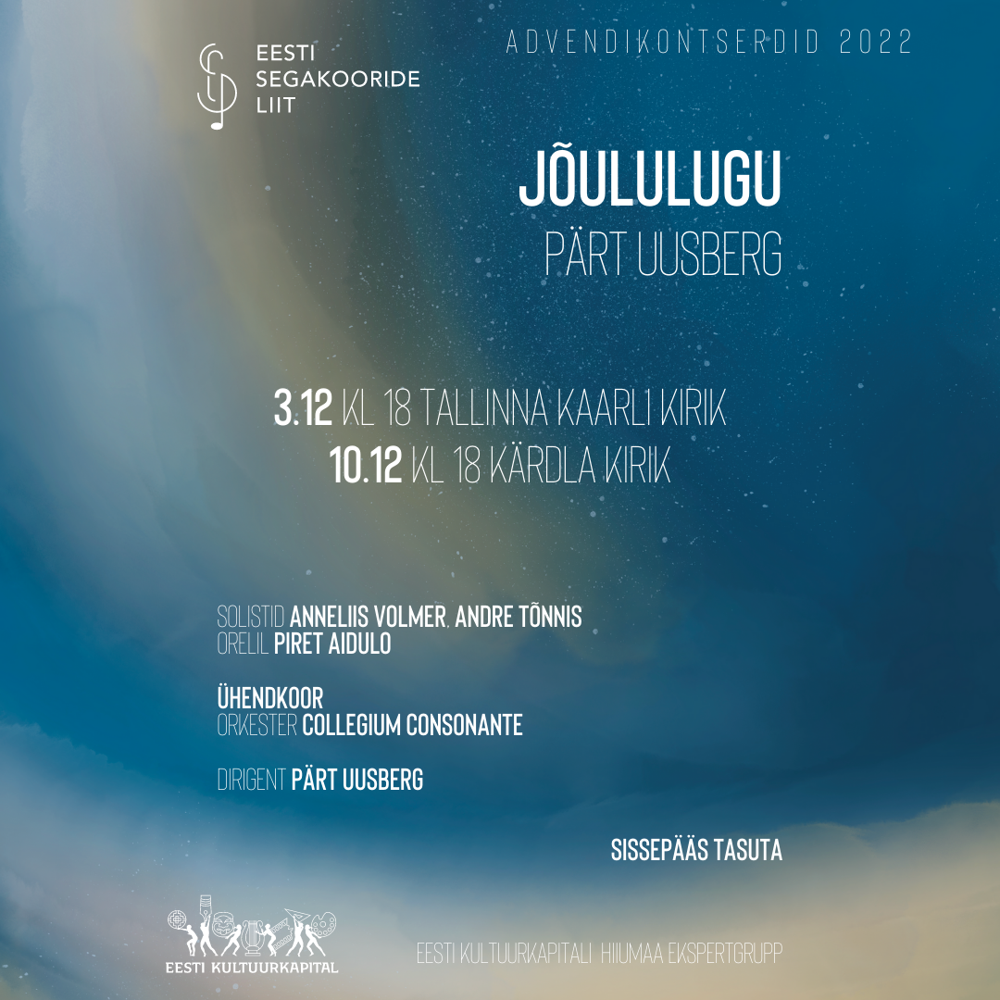 ADVENDIKONTSERDID 2022
EESTI
SEGAKOORIDE
LIIT
JÕULULUGU
PÄRT UUSBERG
3.12 KL 18 TALLINNA KAARLI KIRIK
10.12 KL 18 KÄRDLA KIRIK
SOLISTID ANNELIIS VOLMER, ANDRE TÕNNIS
ORELIL PIRET AIDULO
ÜHENDKOOR
ORKESTER COLLEGIUM CONSONANTE
DIRIGENT PÄRT UUSBERG
SISSEPÄÄS TASUTA
EESTI KULTUURKAPITAL
EESTI KULTUURKAPITALI HIIUMAA EKSPERTGRUPP